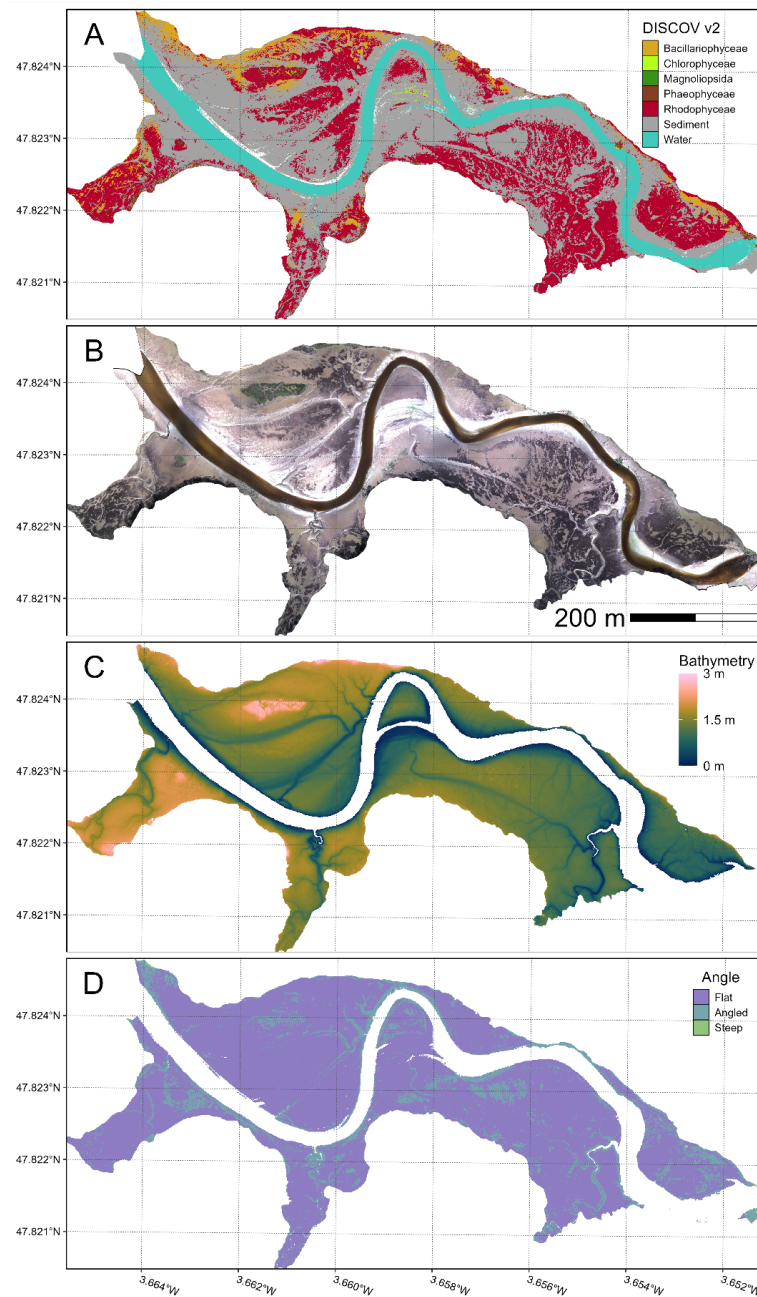 A
DISCOV v2
Bacillariophyceae
Chlorophyceae
Magnoliopsida
Phaeophyceae
Rhodophyceae
Sediment
Water
47.824°N
47.823°N
47.822°N
47.821°N
B
47.824°N
47.823°N
47.822°N
47.821°N
200 m
C
Bathymetry
3 m
1.5 m
0 m
47.824°N
47.823°N
47.822°N
47.821°N
D
Angle
Flat
Angled
Steep
47.824°N
47.823°N
47.822°N
47.821°N
3.664°W 3.662°W 3.660°W 3.658°W 3.656°W 3.654°W 3.652°W